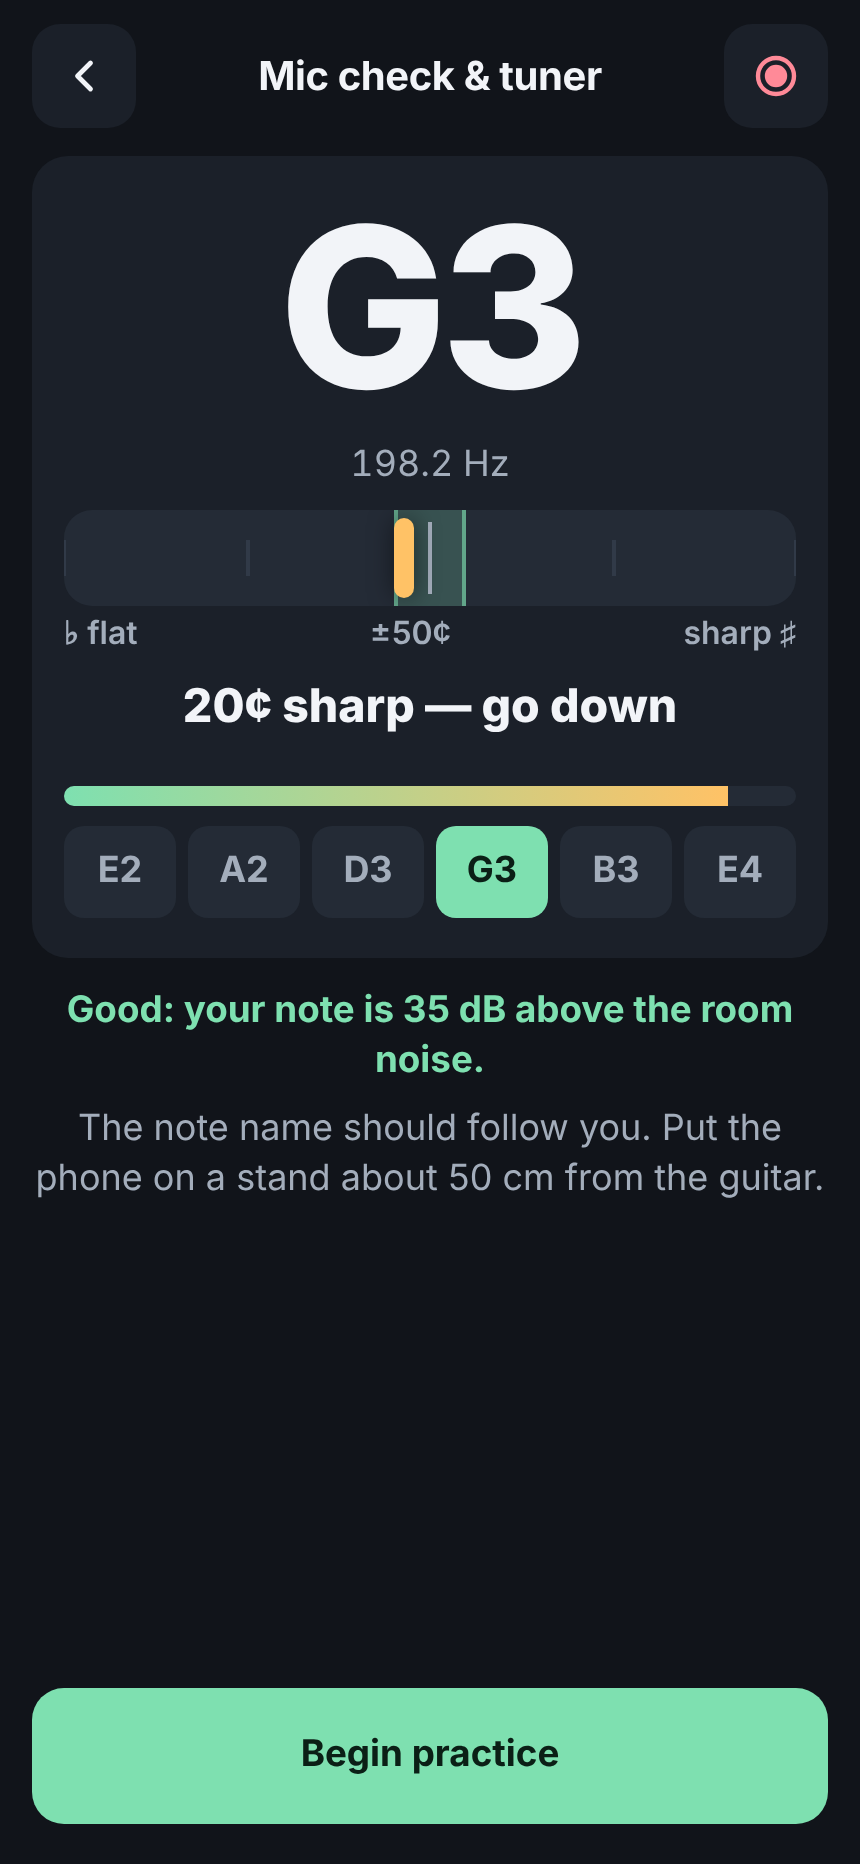 Mic check & tuner
G3
198.2 Hz
♭ flat ±50¢ sharp ♯
20¢ sharp — go down
E2 A2 D3 G3 B3 E4
Good: your note is 35 dB above the room
noise.
The note name should follow you. Put the
phone on a stand about 50 cm from the guitar.
Begin practice